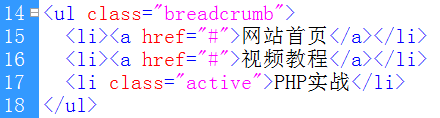 14 <ul class="breadcrumb">
15 <li><a href="#">网站首页</a></li>
16 <li><a href="#">视频教程</a></li>
17 <li class="active">PHP实战</li>
18 </ul>